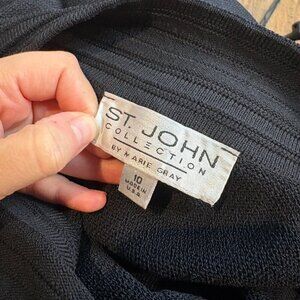 ST. JOHN
COLLECTION
BY MARIE GRAY
10
MADE IN
U.S.A.